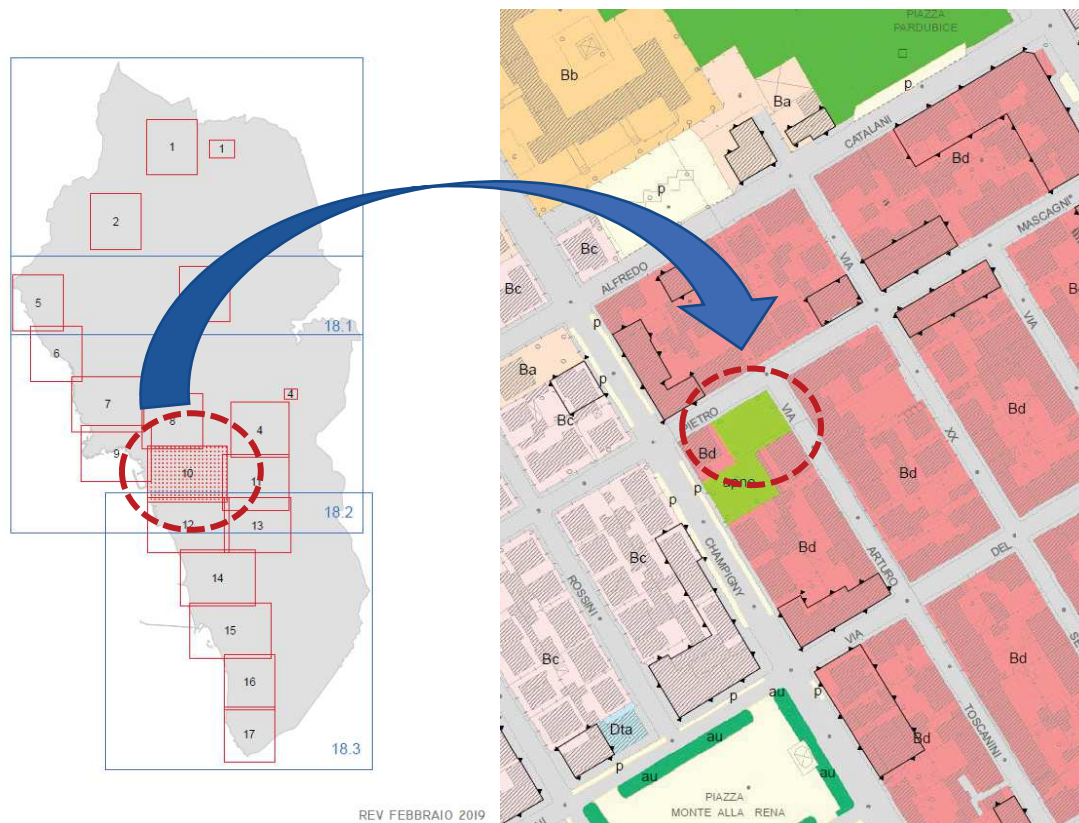 1
1
2
5
18.1
6
7
4
8
4
9
10
11
18.2
12
13
14
15
16
17
18.3
REV FEBBRAIO 2019
PIAZZA
PARDUBICE
Bb
Ba
p
CATALANI
Bd
p
MASCAGNI*
Bc
VIA
ALFREDO
Bc
VIA
p
Ba
p
PIETRO
VIA
Bc
Bd
Bd
XX
Bd
p
p
CHAMPIGNY
Bc
Bd
ARTURO
DEL
ROSSINI
VIA
Bc
Bd
p
au
p
TOSCANINI
Dta
au
Bd
p
au
PIAZZA
MONTE ALLA RENA